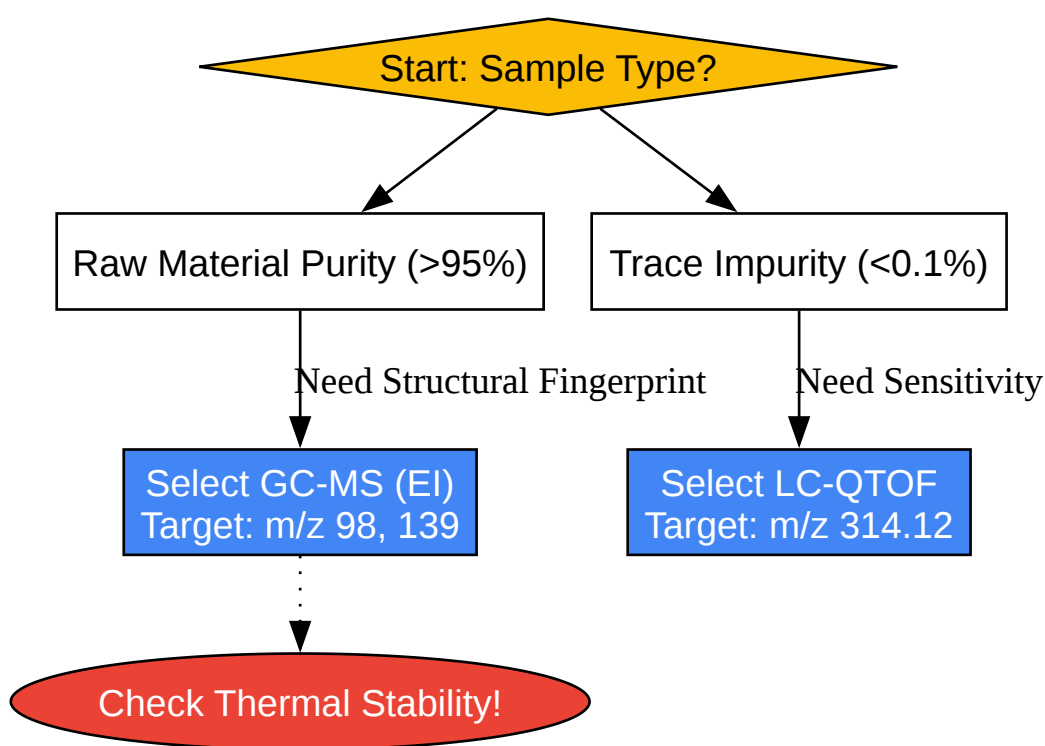 Start: Sample Type?
Raw Material Purity (>95%)
Trace Impurity (<0.1%)
Need Structural Fingerprint
Need Sensitivity
Select GC-MS (EI)
Target: m/z 98, 139
Select LC-QTOF
Target: m/z 314.12
Check Thermal Stability!